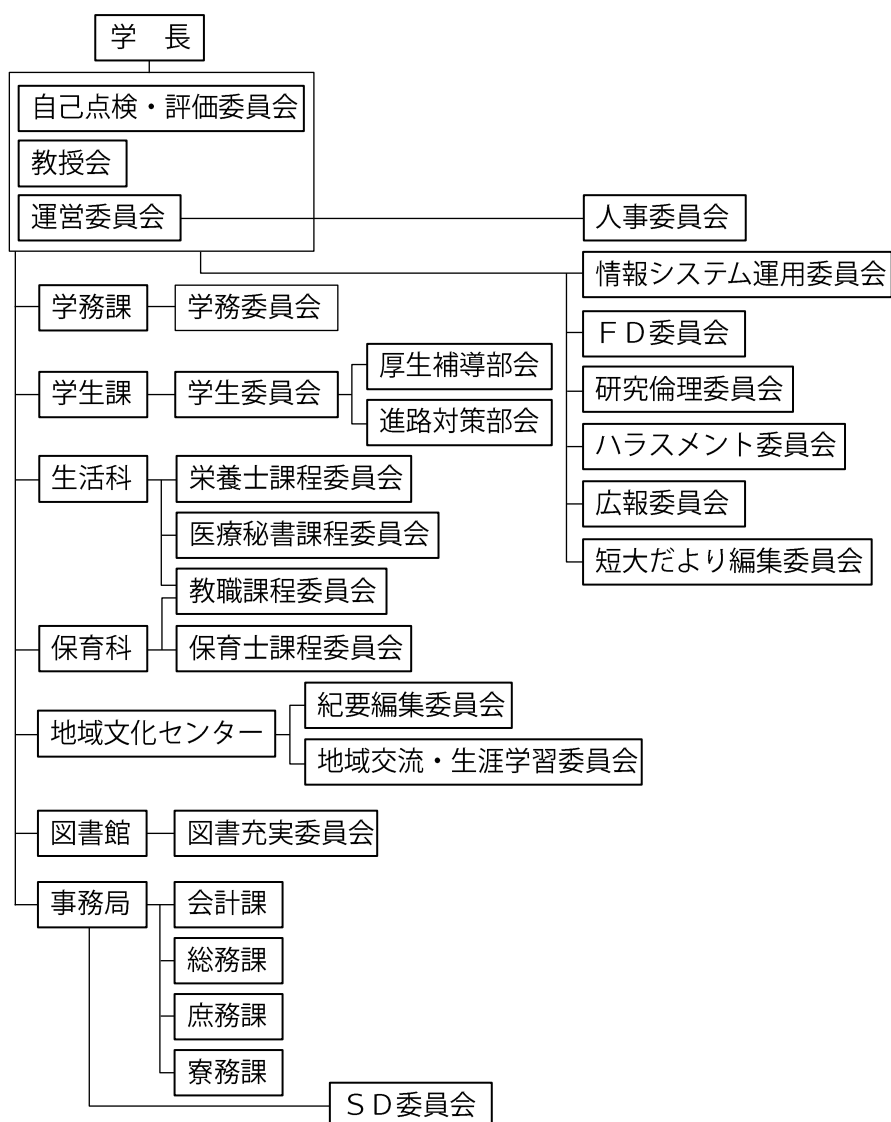 学　長
自己点検・評価委員会
教授会
運営委員会
人事委員会
情報システム運用委員会
ＦＤ委員会
研究倫理委員会
ハラスメント委員会
広報委員会
短大だより編集委員会
学務課
学務委員会
学生課
学生委員会
厚生補導部会
進路対策部会
生活科
栄養士課程委員会
医療秘書課程委員会
教職課程委員会
保育科
保育士課程委員会
地域文化センター
紀要編集委員会
地域交流・生涯学習委員会
図書館
図書充実委員会
事務局
会計課
総務課
庶務課
寮務課
ＳＤ委員会